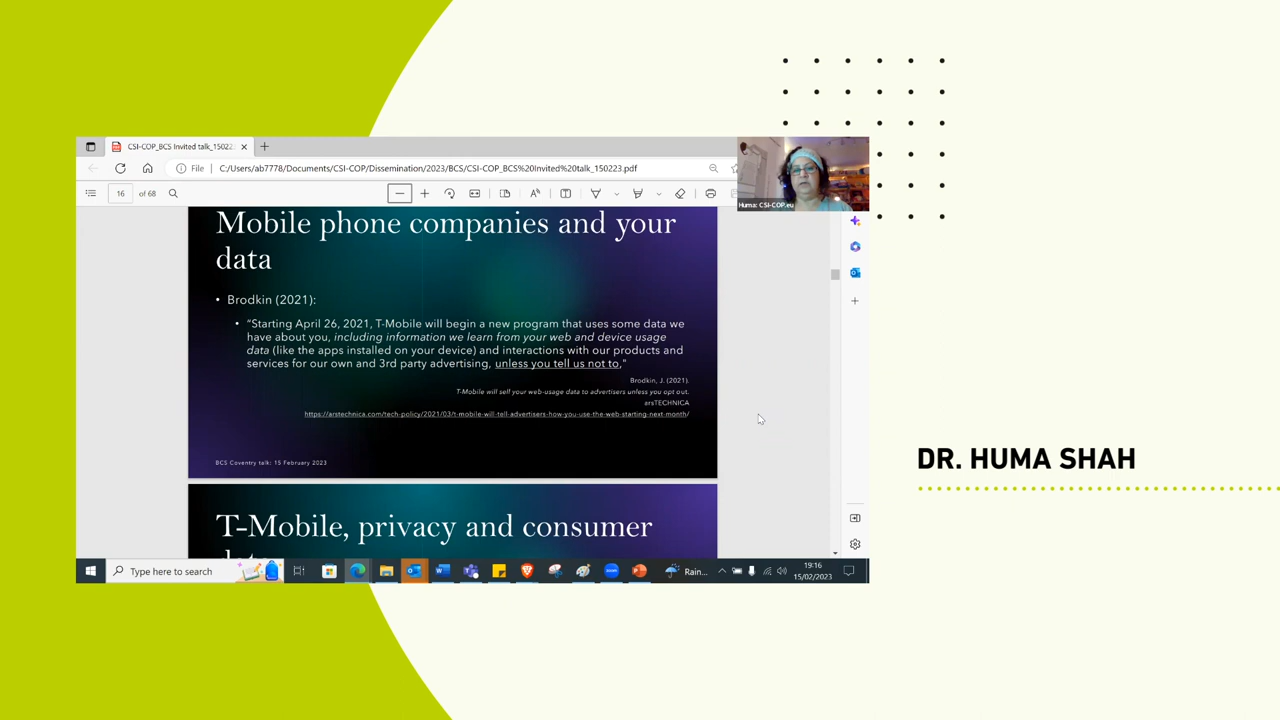 CSI-COP_BCS Invited talk_150223
File
C:/Users/ab7778/Documents/CSI-COP/Dissemination/2023/BCS/CSI-COP_BCS%20Invited%20talk_150223.pdf
16 of 68
Huma: CSI-COP.eu
Mobile phone companies and your
data
• Brodkin (2021):
• "Starting April 26, 2021, T-Mobile will begin a new program that uses some data we
have about you, including information we learn from your web and device usage
data (like the apps installed on your device) and interactions with our products and
services for our own and 3rd party advertising, unless you tell us not to,"
Brodkin, J. (2021).
T-Mobile will sell your web-usage data to advertisers unless you opt out.
arsTECHNICA
https://arstechnica.com/tech-policy/2021/03/t-mobile-will-tell-advertisers-how-you-use-the-web-starting-next-month/
BCS Coventry talk: 15 February 2023
T-Mobile, privacy and consumer
DR. HUMA SHAH
Type here to search
Rain...
19:16
15/02/2023